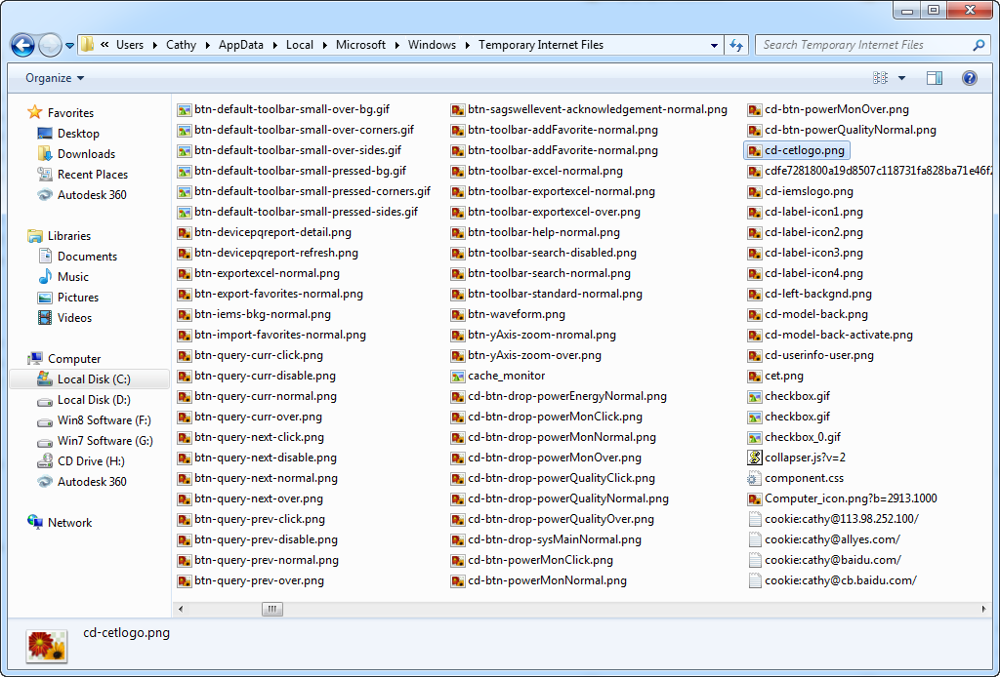 « Users Cathy AppData Local Microsoft Windows Temporary Internet Files
Search Temporary Internet Files
Organize
Favorites
Desktop
Downloads
Recent Places
Autodesk 360
Libraries
Documents
Music
Pictures
Videos
Computer
Local Disk (C:)
Local Disk (D:)
Win8 Software (F:)
Win7 Software (G:)
CD Drive (H:)
Autodesk 360
Network
btn-default-toolbar-small-over-bg.gif
btn-default-toolbar-small-over-corners.gif
btn-default-toolbar-small-over-sides.gif
btn-default-toolbar-small-pressed-bg.gif
btn-default-toolbar-small-pressed-corners.gif
btn-default-toolbar-small-pressed-sides.gif
btn-devicepqreport-detail.png
btn-devicepqreport-refresh.png
btn-exportexcel-normal.png
btn-export-favorites-normal.png
btn-iems-bkg-normal.png
btn-import-favorites-normal.png
btn-query-curr-click.png
btn-query-curr-disable.png
btn-query-curr-normal.png
btn-query-curr-over.png
btn-query-next-click.png
btn-query-next-disable.png
btn-query-next-normal.png
btn-query-next-over.png
btn-query-prev-click.png
btn-query-prev-disable.png
btn-query-prev-normal.png
btn-query-prev-over.png
btn-sagswellevent-acknowledgement-normal.png
btn-toolbar-addFavorite-normal.png
btn-toolbar-addFavorite-normal.png
btn-toolbar-excel-normal.png
btn-toolbar-exportexcel-normal.png
btn-toolbar-exportexcel-over.png
btn-toolbar-help-normal.png
btn-toolbar-search-disabled.png
btn-toolbar-search-normal.png
btn-toolbar-standard-normal.png
btn-waveform.png
btn-yAxis-zoom-nromal.png
btn-yAxis-zoom-over.png
cache_monitor
cd-btn-drop-powerEnergyNormal.png
cd-btn-drop-powerMonClick.png
cd-btn-drop-powerMonNormal.png
cd-btn-drop-powerMonOver.png
cd-btn-drop-powerQualityClick.png
cd-btn-drop-powerQualityNormal.png
cd-btn-drop-powerQualityOver.png
cd-btn-drop-sysMainNormal.png
cd-btn-powerMonClick.png
cd-btn-powerMonNormal.png
cd-btn-powerMonOver.png
cd-btn-powerQualityNormal.png
cd-cetlogo.png
cdfe7281800a19d8507c118731fa828ba71e46f2
cd-iemslogo.png
cd-label-icon1.png
cd-label-icon2.png
cd-label-icon3.png
cd-label-icon4.png
cd-left-backgnd.png
cd-model-back.png
cd-model-back-activate.png
cd-userinfo-user.png
cet.png
checkbox.gif
checkbox.gif
checkbox_0.gif
collapser.js?v=2
component.css
Computer_icon.png?b=2913.1000
cookie:cathy@113.98.252.100/
cookie:cathy@allyes.com/
cookie:cathy@baidu.com/
cookie:cathy@cb.baidu.com/
cd-cetlogo.png